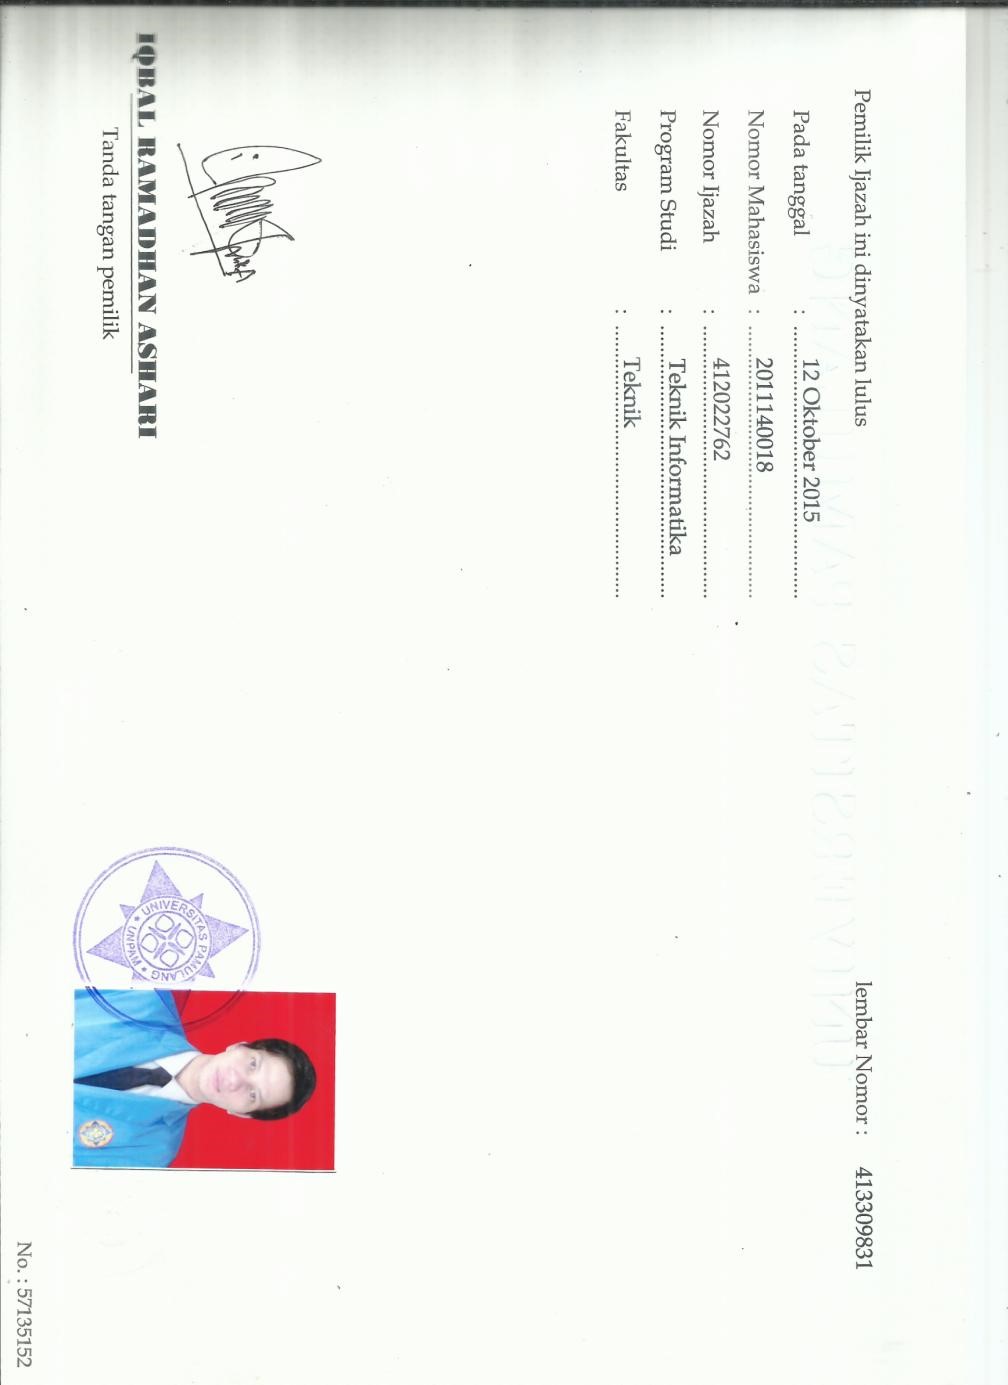 Pemilik Ijazah ini dinyatakan lulus
lembar Nomor : 413309831
Pada tanggal : 12 Oktober 2015
Nomor Mahasiswa : 2011140018
Nomor Ijazah : 412022762
Program Studi : Teknik Informatika
Fakultas : Teknik
IQBAL RAMADHAN ASHARI
Tanda tangan pemilik
UNIVERSITAS PAMULANG
* UNPAM *
No. : 57135152